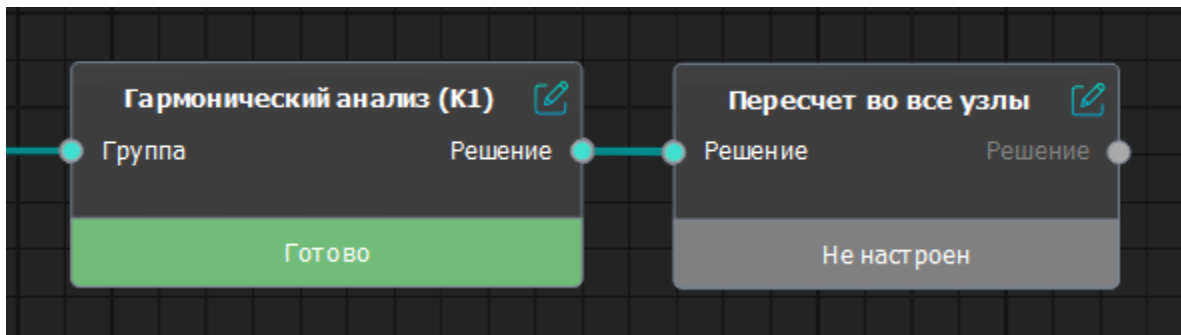 Гармонический анализ (К1)
Группа
Решение
Готово
Пересчет во все узлы
Решение
Решение
Не настроен